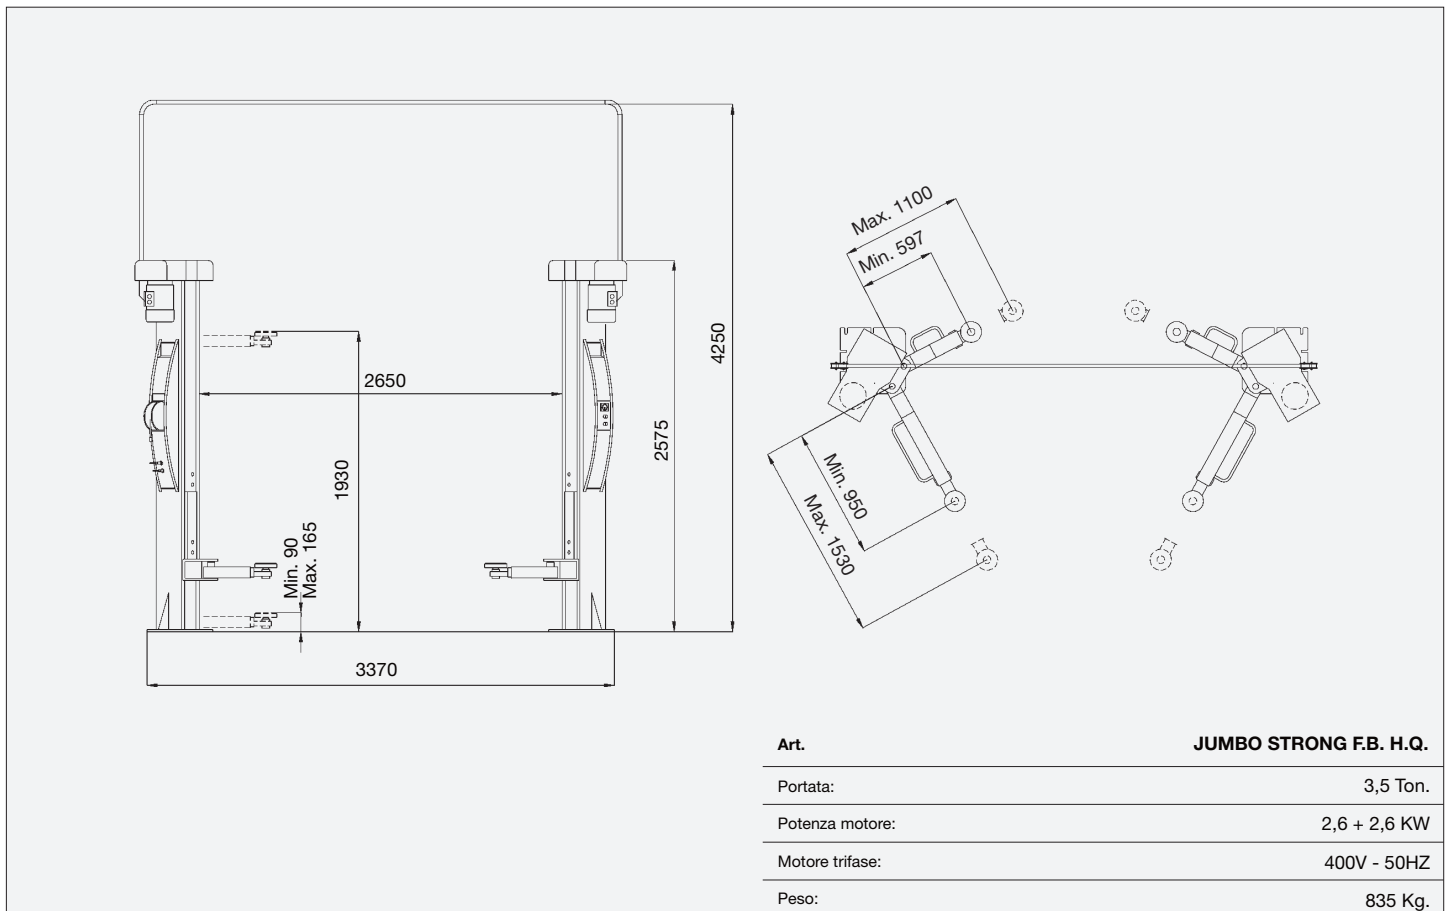 4250
2575
2650
1930
Min. 90
Max. 165
3370
Max. 1100
Min. 597
Min. 950
Max. 1530
Art. JUMBO STRONG F.B. H.Q.
Portata: 3,5 Ton.
Potenza motore: 2,6 + 2,6 KW
Motore trifase: 400V - 50HZ
Peso: 835 Kg.